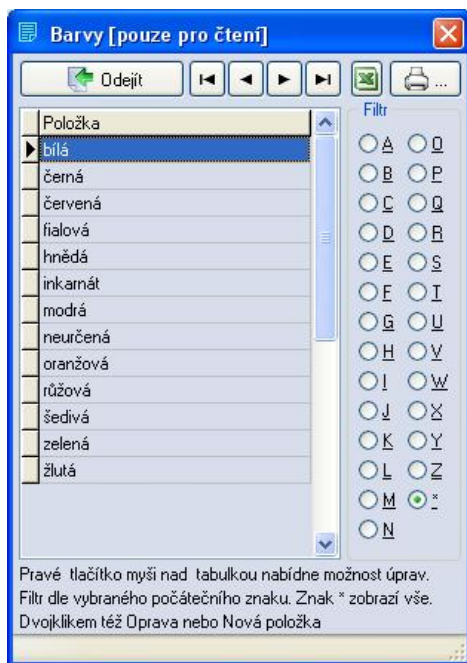 Barvy [pouze pro čtení]
Odejít
...
Položka
bílá
černá
červená
fialová
hnědá
inkarnát
modrá
neurčená
oranžová
růžová
šedivá
zelená
žlutá
Filtr
A O
B P
C Q
D R
E S
F T
G U
H V
I W
J X
K Y
L Z
M *
N
Pravé tlačítko myši nad tabulkou nabídne možnost úprav.
Filtr dle vybraného počátečního znaku. Znak * zobrazí vše.
Dvojklikem též Oprava nebo Nová položka